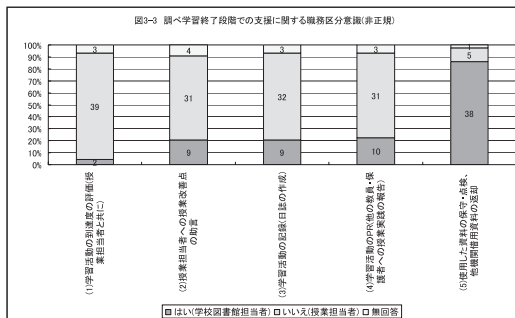 図3-3 調べ学習終了段階での支援に関する職務区分意識(非正規)
100%
90%
80%
70%
60%
50%
40%
30%
20%
10%
0%
3
39
2
4
31
9
3
32
9
3
31
10
1
5
38
(1)学習活動の到達度の評価(授
業担当者と共に)
(2)授業担当者への授業改善点
の助言
(3)学習活動の記録(日誌の作成)
(4)学習活動のPR(他の教員・保
護者への授業実践の報告)
(5)使用した資料の保守・点検、
他機関借用資料の返却
はい(学校図書館担当者) いいえ(授業担当者) 無回答